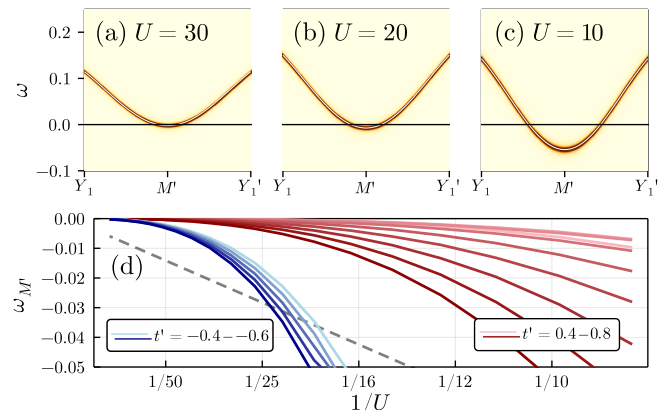 (a) U = 30
(b) U = 20
(c) U = 10
0.2
0.1
0.0
−0.1
ω
Y₁ M' Y₁'
Y₁ M' Y₁'
Y₁ M' Y₁'
0.00
−0.01
−0.02
−0.03
−0.04
−0.05
ω_M'
(d)
t' = −0.4−−0.6
t' = 0.4−0.8
1/50 1/25 1/16 1/12 1/10
1/U